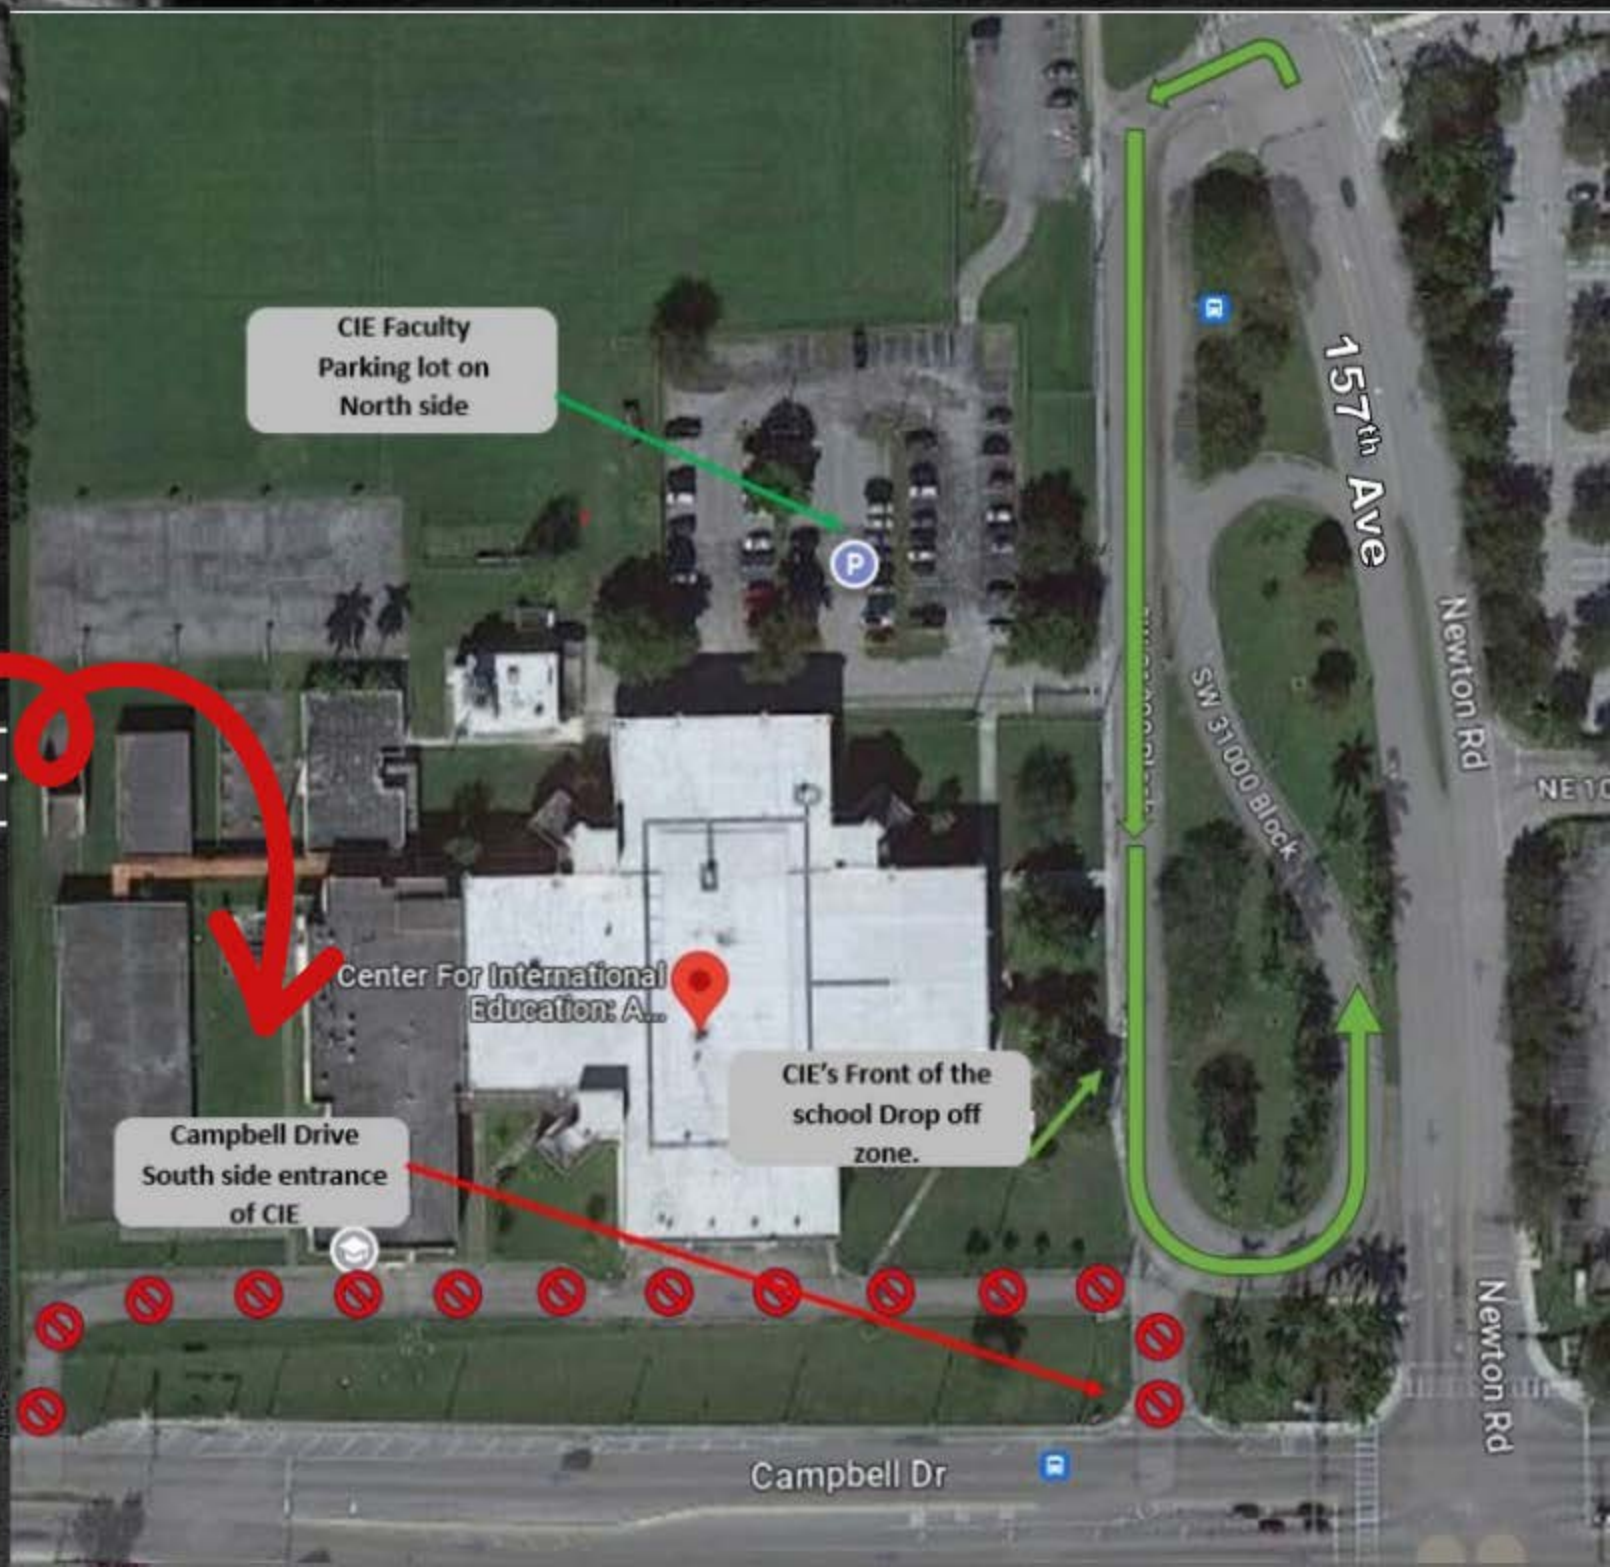 CIE Faculty
Parking lot on
North side
157th Ave
P
Newton Rd
SW 31000 Block
NE 10
Center For International
Education: A...
CIE's Front of the
school Drop off
zone.
Campbell Drive
South side entrance
of CIE
Newton Rd
Campbell Dr